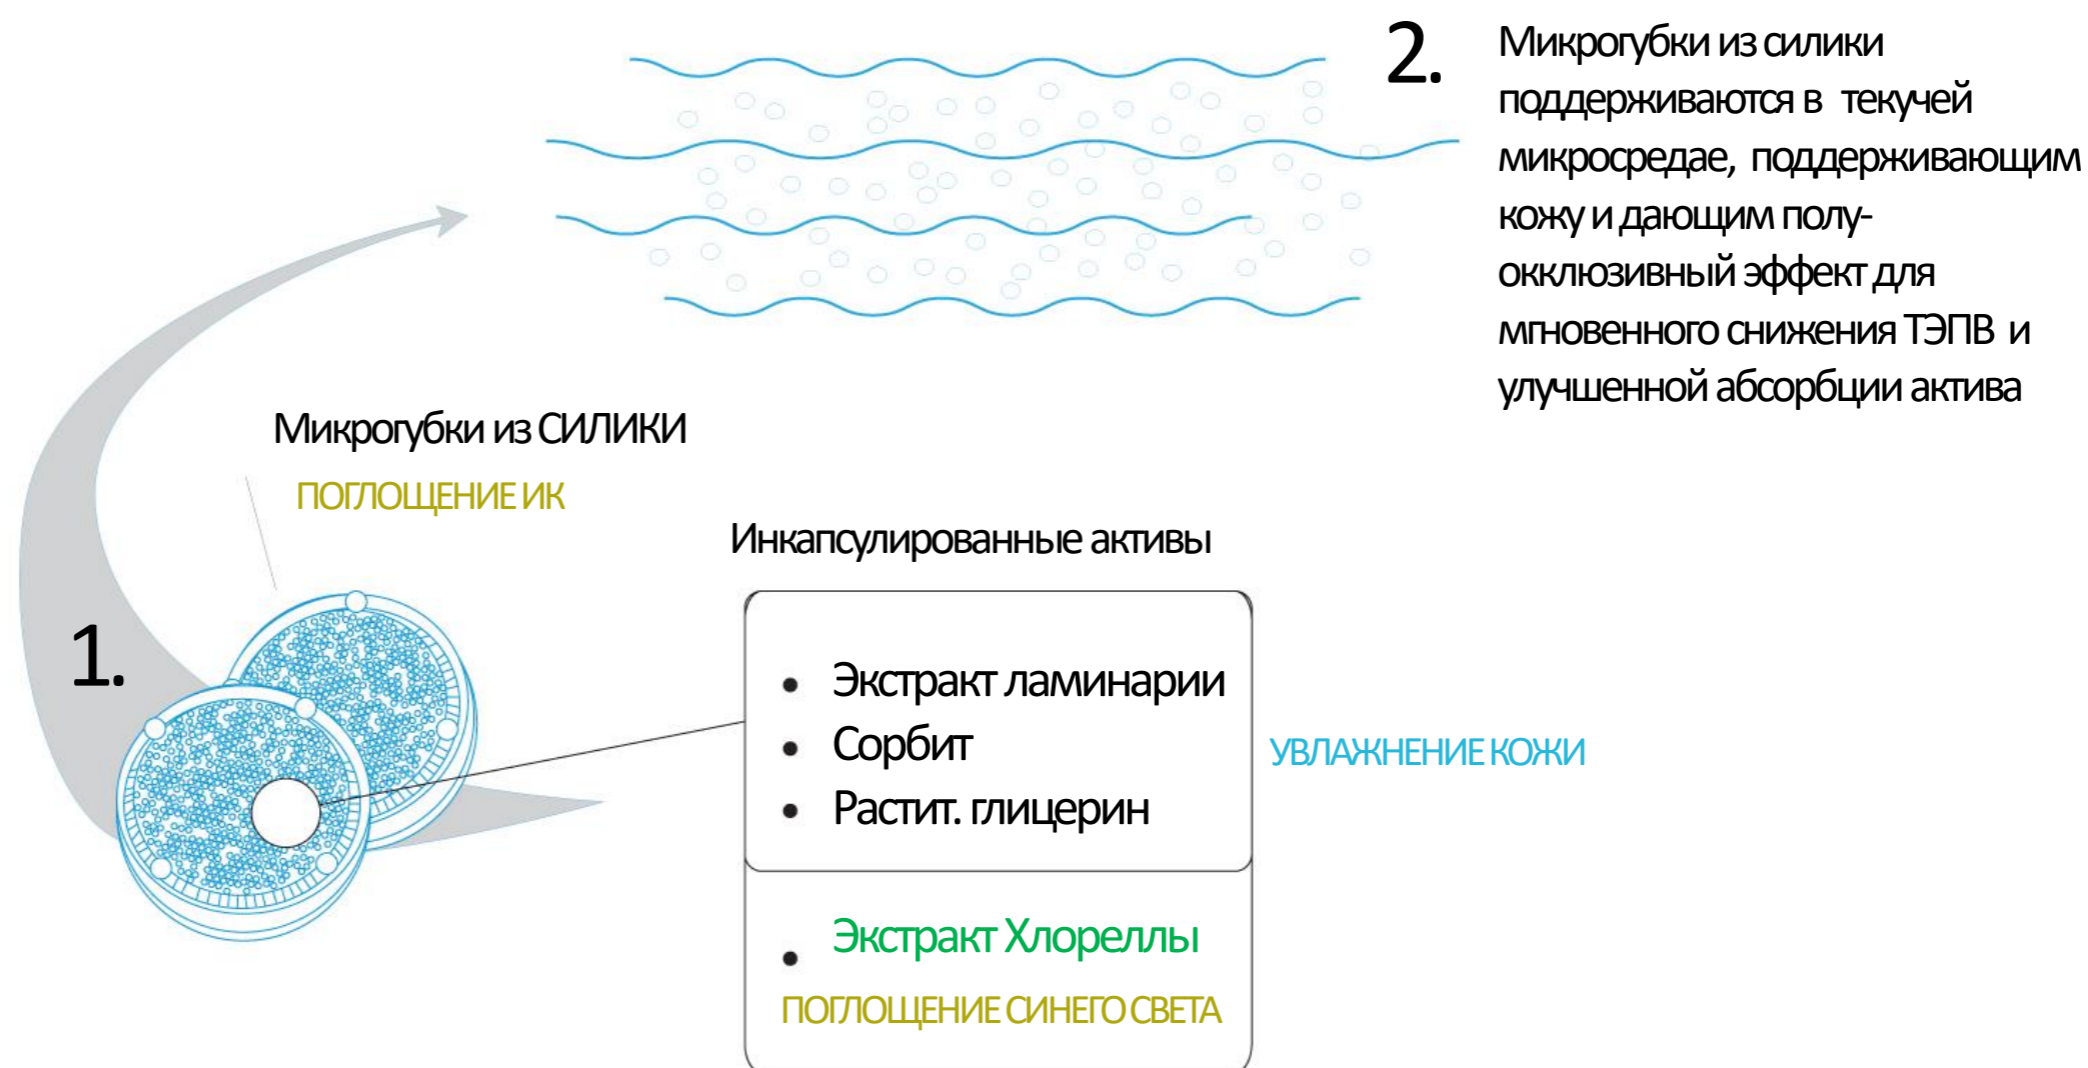 2.
Микрогубки из силики
поддерживаются в текучей
микросредае, поддерживающим
кожу и дающим полу-
окклюзивный эффект для
мгновенного снижения ТЭПВ и
улучшенной абсорбции актива
Микрогубки из СИЛИКИ
ПОГЛОЩЕНИЕ ИК
1.
Инкапсулированные активы
• Экстракт ламинарии
• Сорбит
• Растит. глицерин
УВЛАЖНЕНИЕ КОЖИ
• Экстракт Хлореллы
ПОГЛОЩЕНИЕ СИНЕГО СВЕТА